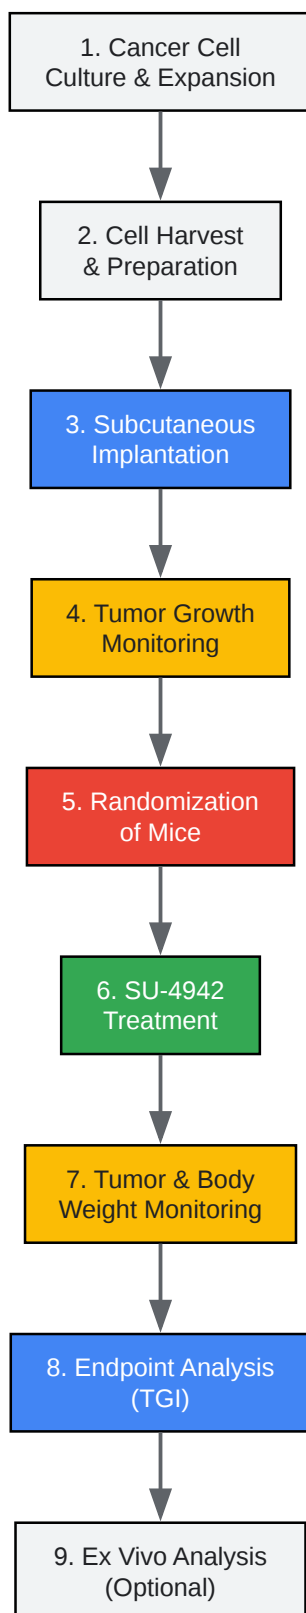 1. Cancer Cell
Culture & Expansion
2. Cell Harvest
& Preparation
3. Subcutaneous
Implantation
4. Tumor Growth
Monitoring
5. Randomization
of Mice
6. SU-4942
Treatment
7. Tumor & Body
Weight Monitoring
8. Endpoint Analysis
(TGI)
9. Ex Vivo Analysis
(Optional)